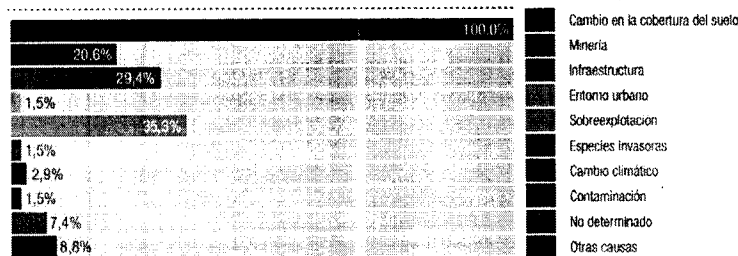 100,0%
20,6%
29,4%
1,5%
35,3%
1,5%
2,9%
1,5%
7,4%
8,8%
Cambio en la cobertura del suelo
Minería
Infraestructura
Entorno urbano
Sobreexplotacion
Especies invasoras
Cambio climático
Contaminación
No determinado
Otras causas